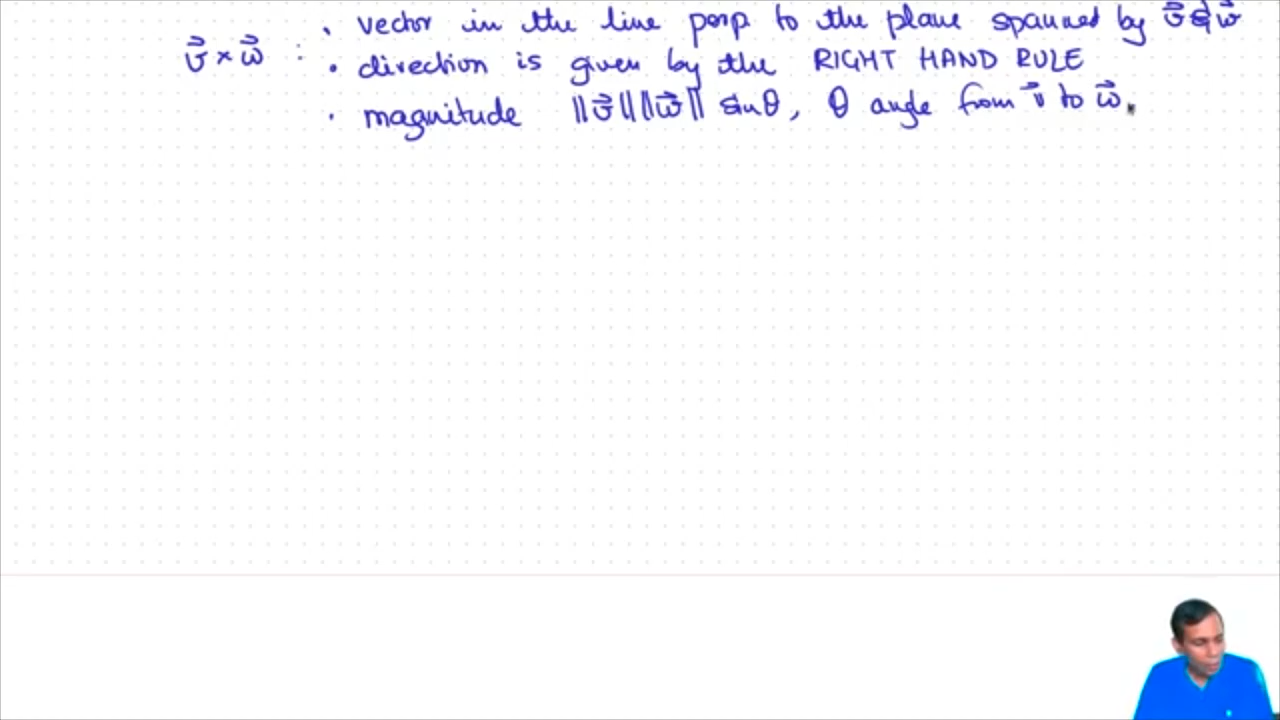 • vector in the line perp to the plane spanned by v⃗ & w⃗
v⃗ × w⃗ : • direction is given by the RIGHT HAND RULE
• magnitude ‖v⃗‖‖w⃗‖ sinθ, θ angle from v⃗ to w⃗.